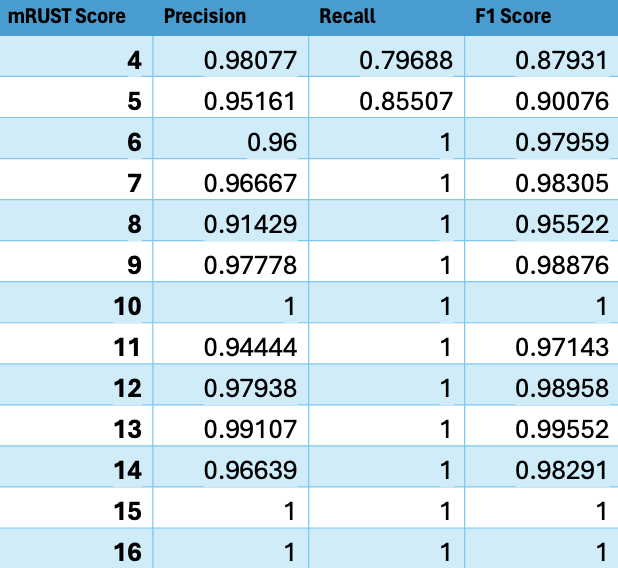 mRUST Score Precision Recall F1 Score
4 0.98077 0.79688 0.87931
5 0.95161 0.85507 0.90076
6 0.96 1 0.97959
7 0.96667 1 0.98305
8 0.91429 1 0.95522
9 0.97778 1 0.98876
10 1 1 1
11 0.94444 1 0.97143
12 0.97938 1 0.98958
13 0.99107 1 0.99552
14 0.96639 1 0.98291
15 1 1 1
16 1 1 1